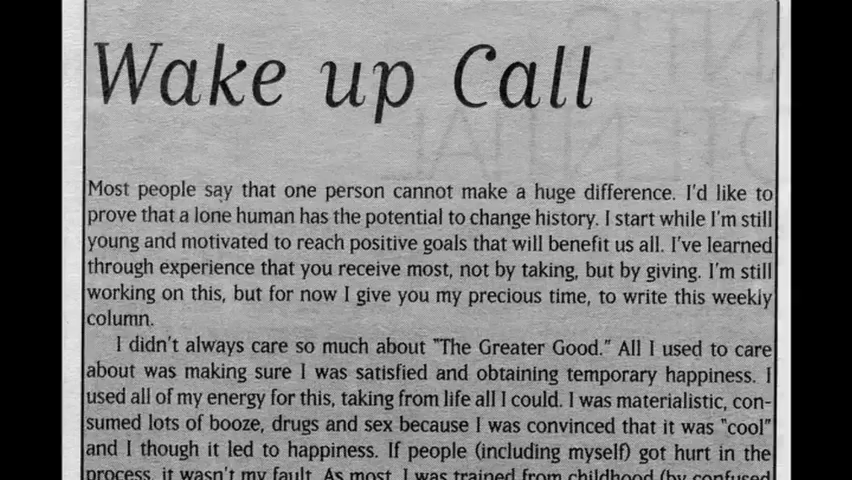 Wake up Call
Most people say that one person cannot make a huge difference. I'd like to
prove that a lone human has the potential to change history. I start while I'm still
young and motivated to reach positive goals that will benefit us all. I've learned
through experience that you receive most, not by taking, but by giving. I'm still
working on this, but for now I give you my precious time, to write this weekly
column.
I didn't always care so much about "The Greater Good." All I used to care
about was making sure I was satisfied and obtaining temporary happiness. I
used all of my energy for this, taking from life all I could. I was materialistic, con-
sumed lots of booze, drugs and sex because I was convinced that it was "cool"
and I though it led to happiness. If people (including myself) got hurt in the
process, it wasn't my fault. As most, I was trained from childhood (by confused